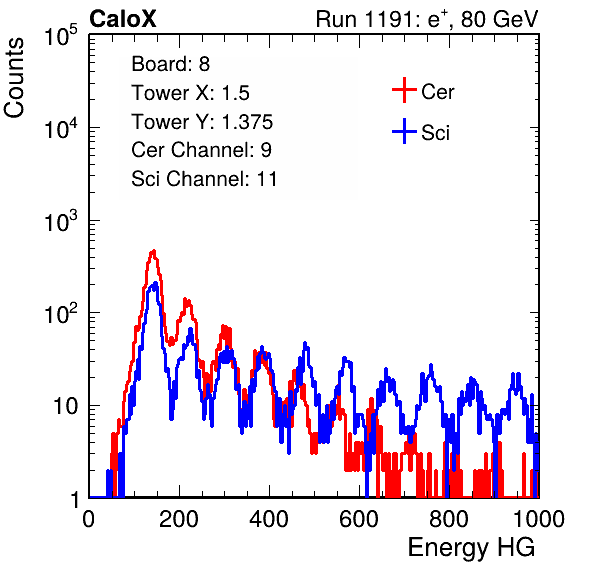 CaloX Run 1191: e⁺, 80 GeV
10⁵
Board: 8
Tower X: 1.5
Tower Y: 1.375
Cer Channel: 9
Sci Channel: 11
Cer
Sci
Counts
10⁴
10³
10²
10
1
0 200 400 600 800 1000
Energy HG